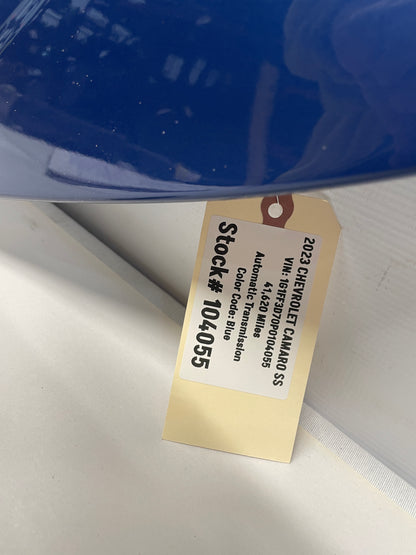 2023 CHEVROLET CAMARO SS
VIN: 1G1FF3D70P0104055
41,620 Miles
Automatic Transmission
Color Code: Blue
Stock# 104055